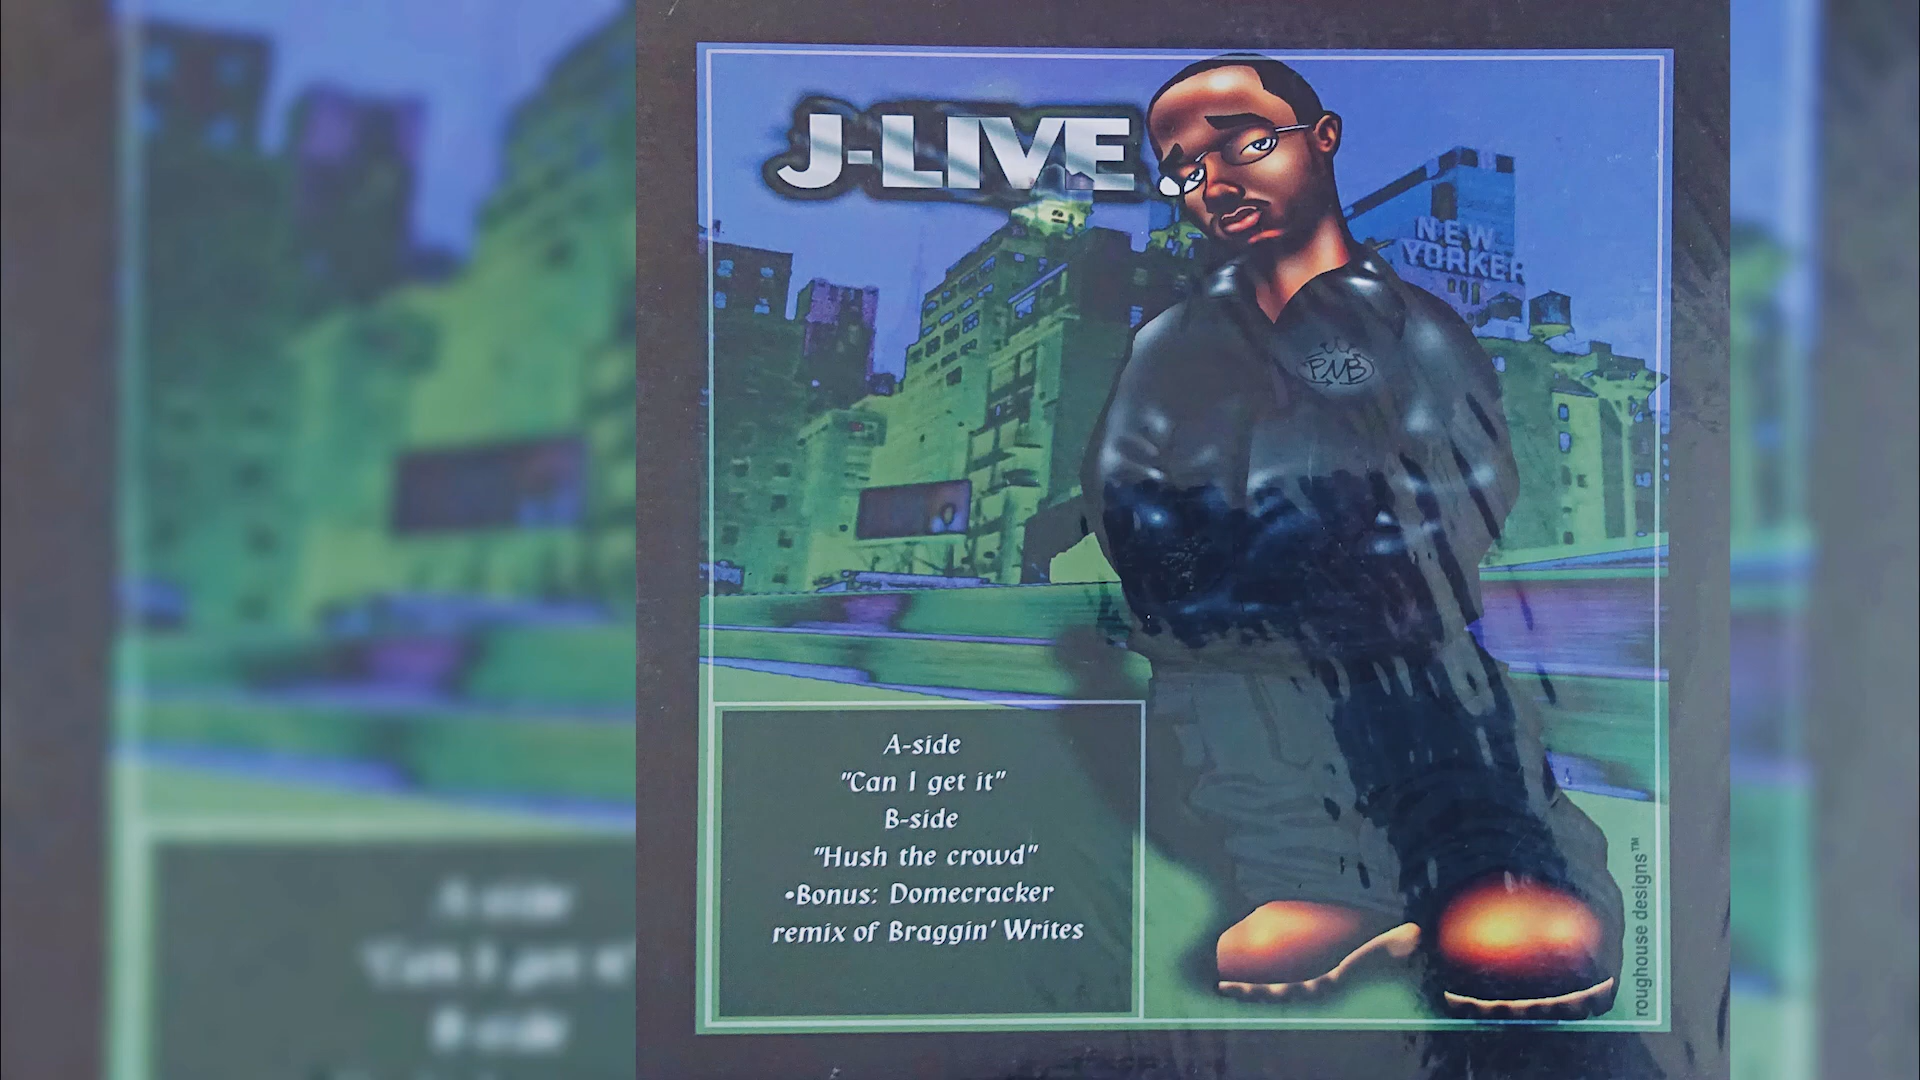 J-LIVE
NEW
YORKER
PNB
A-side
"Can I get it"
B-side
"Hush the crowd"
•Bonus: Domecracker
remix of Braggin' Writes
roughhouse designs™